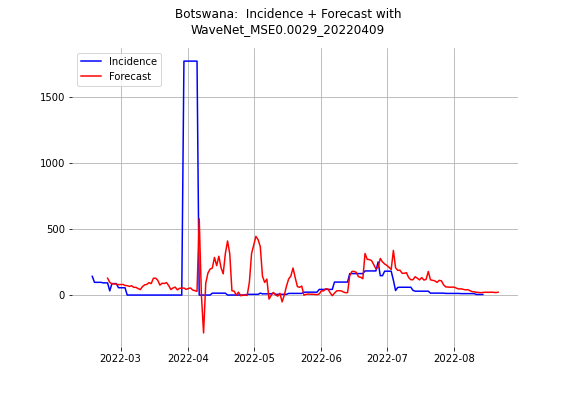 Botswana:  Incidence + Forecast with
WaveNet_MSE0.0029_20220409
Incidence
Forecast
1500
1000
500
0
2022-03
2022-04
2022-05
2022-06
2022-07
2022-08